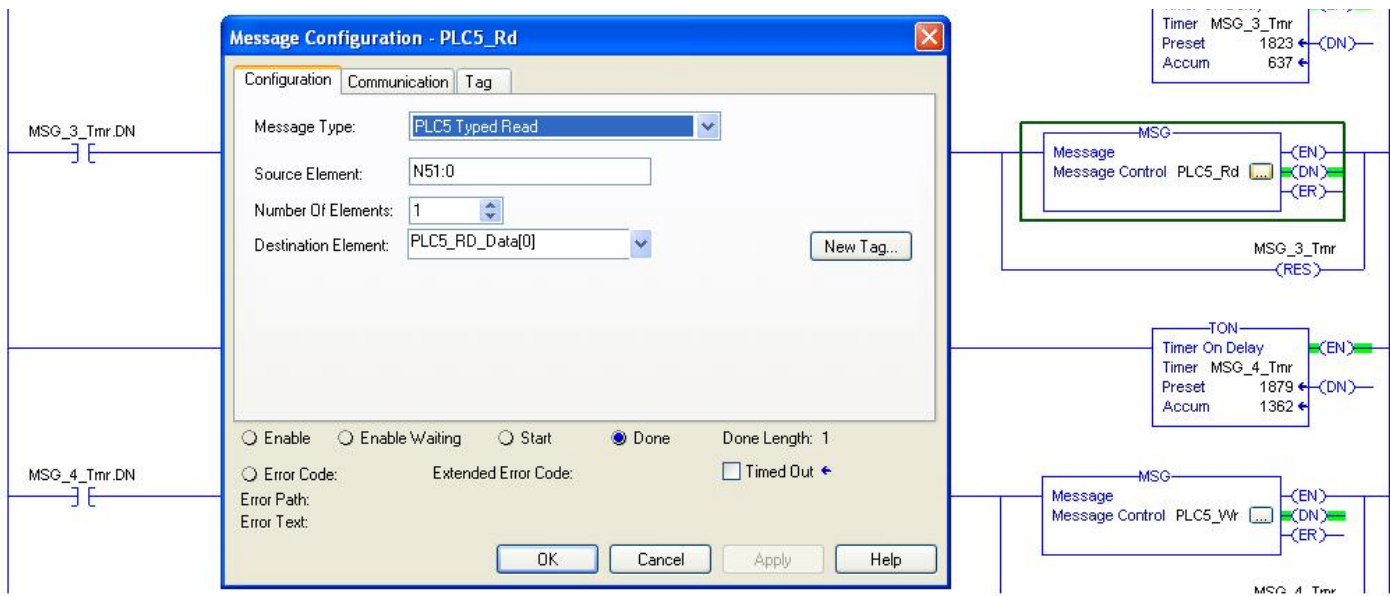 Timer MSG_3_Tmr
Preset 1823 (DN)
Accum 637
MSG_3_Tmr.DN
Message Configuration - PLC5_Rd
Configuration Communication Tag
Message Type: PLC5 Typed Read
Source Element: N51:0
Number Of Elements: 1
Destination Element: PLC5_RD_Data[0] New Tag...
Enable Enable Waiting Start Done Done Length: 1
Error Code: Extended Error Code: Timed Out
Error Path:
Error Text:
OK Cancel Apply Help
MSG
Message (EN)
Message Control PLC5_Rd ... (DN)
(ER)
MSG_3_Tmr
(RES)
TON
Timer On Delay (EN)
Timer MSG_4_Tmr
Preset 1879 (DN)
Accum 1362
MSG_4_Tmr.DN
MSG
Message (EN)
Message Control PLC5_Wr ... (DN)
(ER)